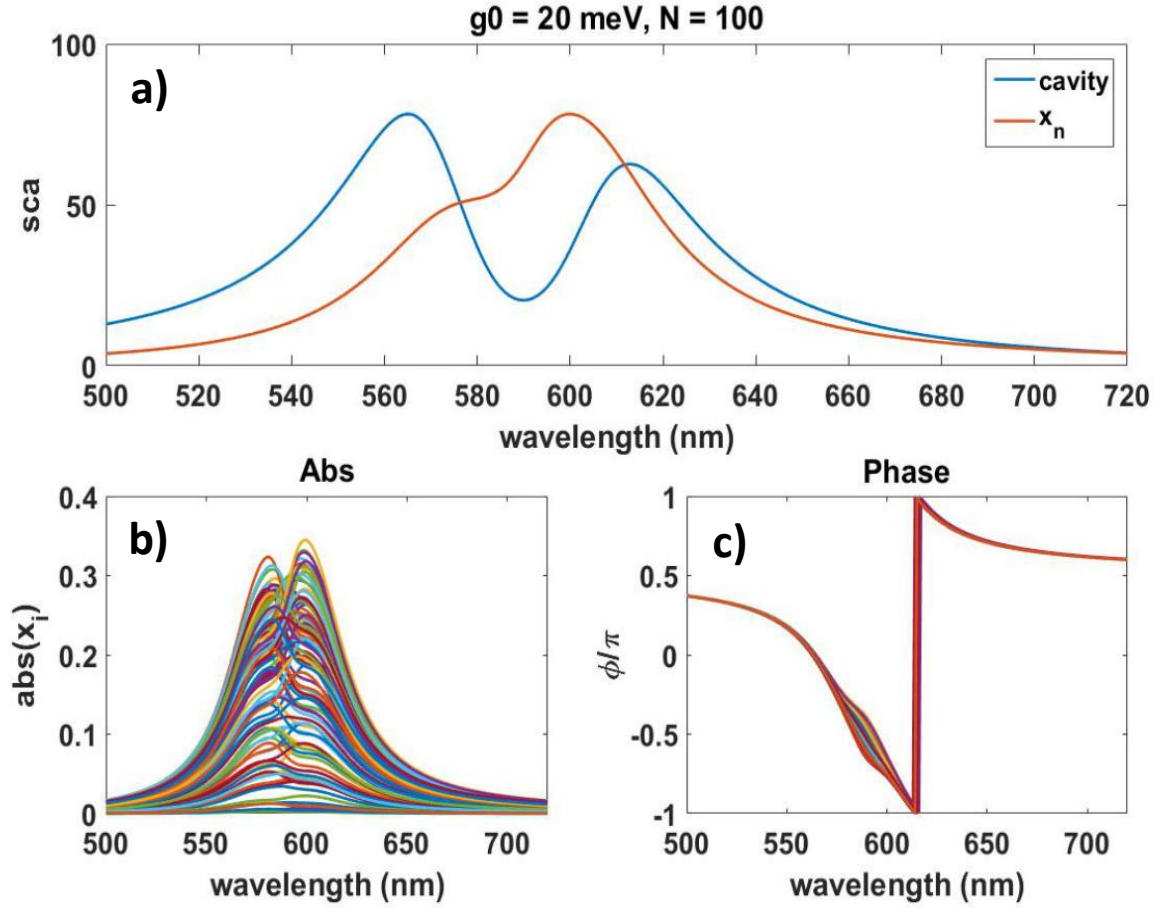 g0 = 20 meV, N = 100
a)
cavity
x_n
100
50
0
sca
500 520 540 560 580 600 620 640 660 680 700 720
wavelength (nm)
Abs
b)
0.4
0.3
0.2
0.1
0
abs(x_i)
500 550 600 650 700
wavelength (nm)
Phase
c)
1
0.5
0
-0.5
-1
ϕ/π
500 550 600 650 700
wavelength (nm)